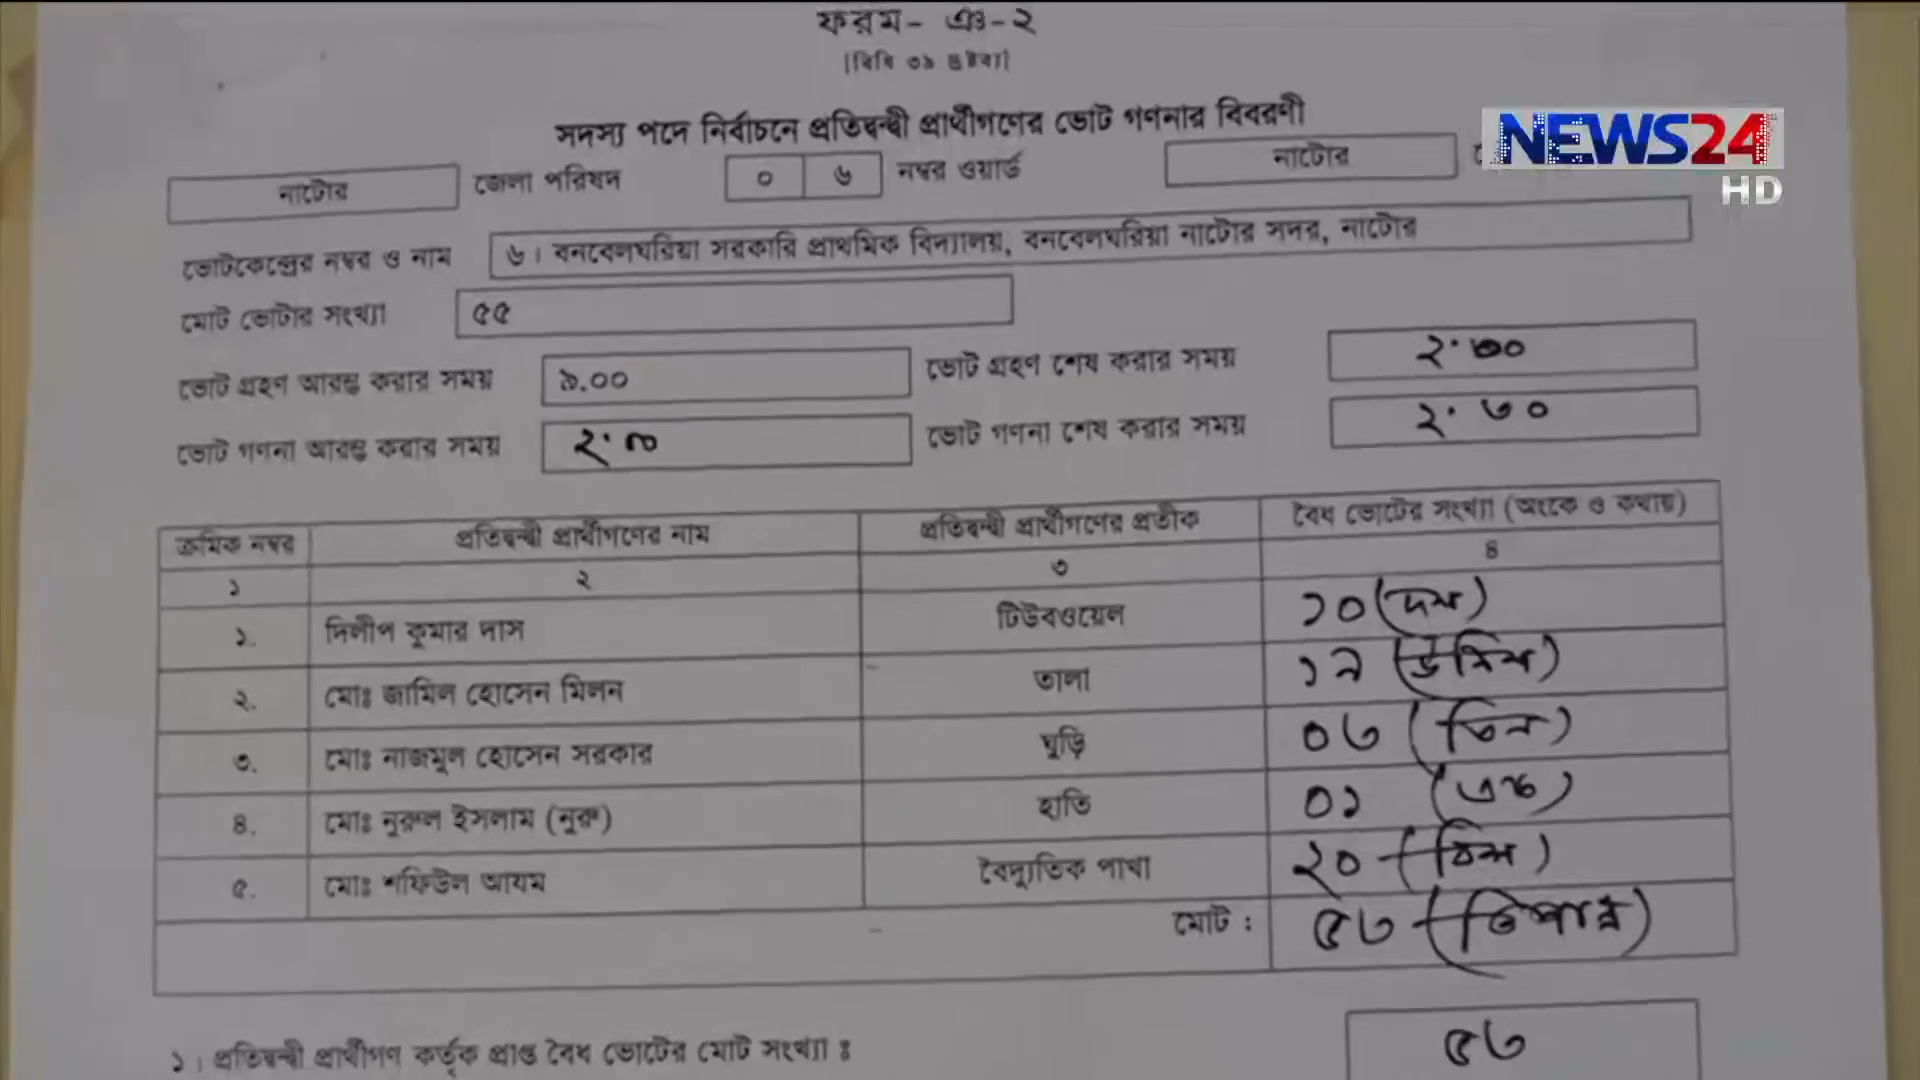 ফরম- ঞ-২
[বিধি ৩৯ দ্রষ্টব্য]
সদস্য পদে নির্বাচনে প্রতিদ্বন্দ্বী প্রার্থীগণের ভোট গণনার বিবরণী
নাটোর জেলা পরিষদ ০ ৬ নম্বর ওয়ার্ড নাটোর
NEWS24
HD
ভোটকেন্দ্রের নম্বর ও নাম ৬। বনবেলঘরিয়া সরকারি প্রাথমিক বিদ্যালয়, বনবেলঘরিয়া নাটোর সদর, নাটোর
মোট ভোটার সংখ্যা ৫৫
ভোট গ্রহণ আরম্ভ করার সময় ৯.০০ ভোট গ্রহণ শেষ করার সময়
ভোট গণনা আরম্ভ করার সময় ভোট গণনা শেষ করার সময় ২.৩০
ক্রমিক নম্বর প্রতিদ্বন্দ্বী প্রার্থীগণের নাম প্রতিদ্বন্দ্বী প্রার্থীগণের প্রতীক বৈধ ভোটের সংখ্যা (অংকে ও কথায়)
১ ২ ৩ ৪
১. দিলীপ কুমার দাস টিউবওয়েল ১০ (দশ)
২. মোঃ জামিল হোসেন মিলন তালা ১৯ (উনিশ)
৩. মোঃ নাজমুল হোসেন সরকার ঘুড়ি ০৩ (তিন)
৪. মোঃ নুরুল ইসলাম (নুরু) হাতি ০১ (এক)
৫. মোঃ শফিউল আযম বৈদ্যুতিক পাখা ২০ (বিশ)
মোট : ৫৩ (তিপান্ন)
১। প্রতিদ্বন্দ্বী প্রার্থীগণ কর্তৃক প্রাপ্ত বৈধ ভোটের মোট সংখ্যা ঃ ৫৩